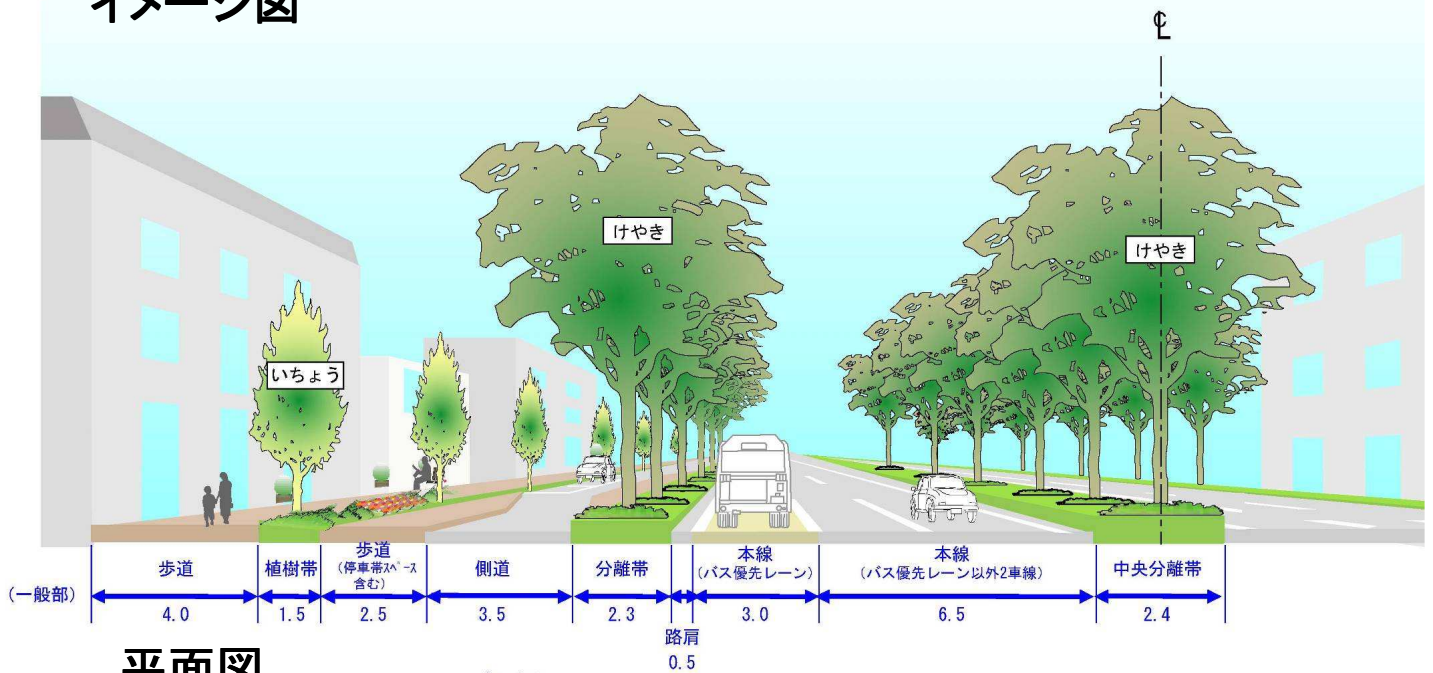 イメージ図
℄
けやき
けやき
いちょう
歩道
植樹帯
歩道
(停車帯スペース
含む)
側道
分離帯
本線
(バス優先レーン)
本線
(バス優先レーン以外2車線)
中央分離帯
(一般部)
4.0
1.5
2.5
3.5
2.3
3.0
6.5
2.4
路肩
0.5
平面図